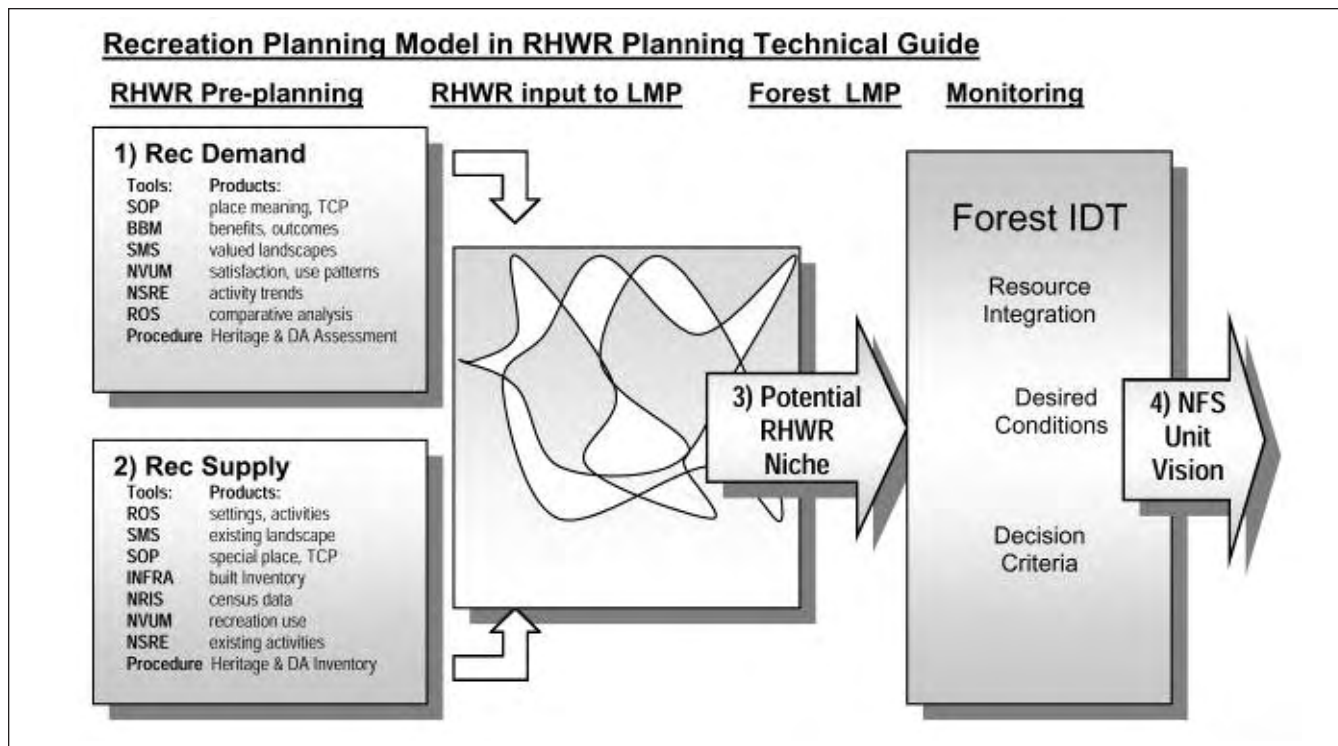 Recreation Planning Model in RHWR Planning Technical Guide
RHWR Pre-planning RHWR input to LMP Forest LMP Monitoring
1) Rec Demand
Tools: Products:
SOP place meaning, TCP
BBM benefits, outcomes
SMS valued landscapes
NVUM satisfaction, use patterns
NSRE activity trends
ROS comparative analysis
Procedure Heritage & DA Assessment
2) Rec Supply
Tools: Products:
ROS settings, activities
SMS existing landscape
SOP special place, TCP
INFRA built Inventory
NRIS census data
NVUM recreation use
NSRE existing activities
Procedure Heritage & DA Inventory
3) Potential
RHWR
Niche
Forest IDT
Resource
Integration
Desired
Conditions
Decision
Criteria
4) NFS
Unit
Vision